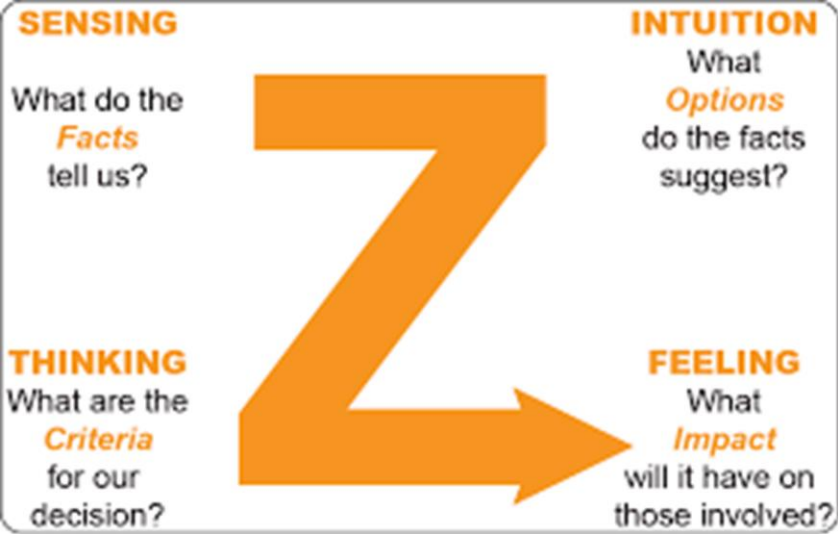 SENSING
What do the
Facts
tell us?
INTUITION
What
Options
do the facts
suggest?
Z
THINKING
What are the
Criteria
for our
decision?
FEELING
What
Impact
will it have on
those involved?